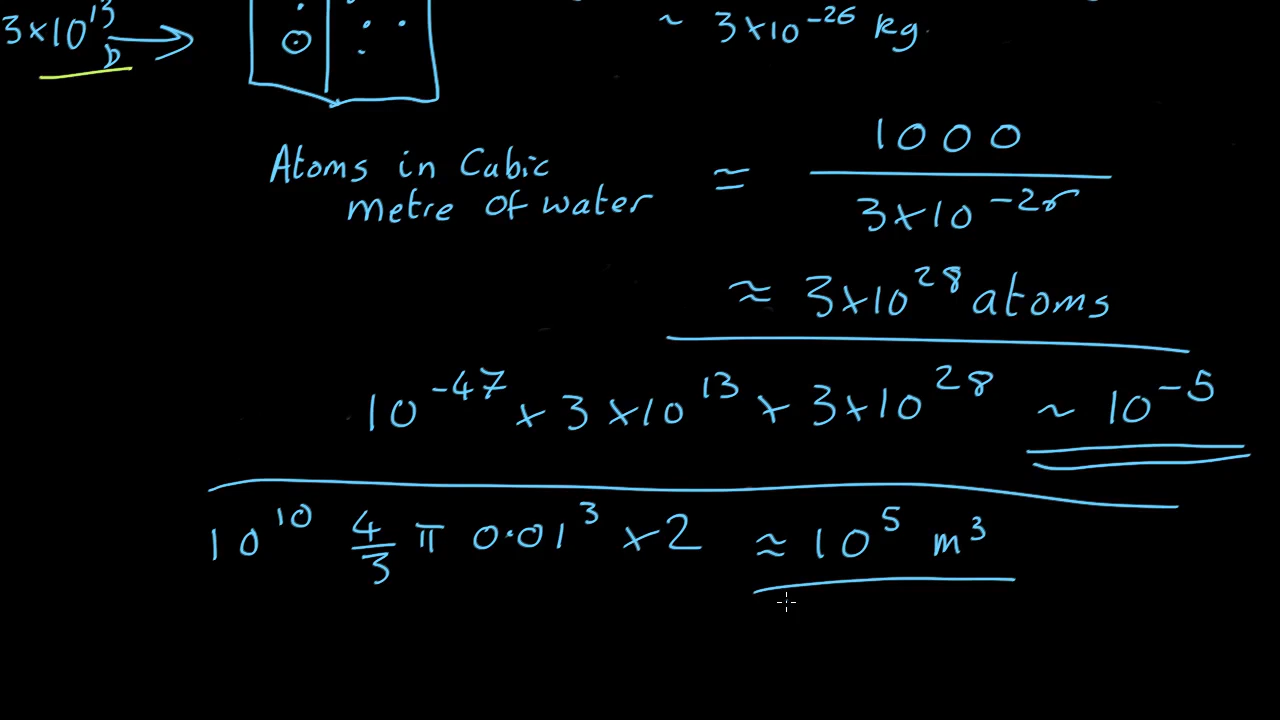 3×10¹³
ν
~ 3×10⁻²⁶ kg.
Atoms in Cubic
metre of water
≃ 1000
3×10⁻²⁶
≈ 3×10²⁸ atoms
10⁻⁴⁷ × 3×10¹³ × 3×10²⁸ ~ 10⁻⁵
10¹⁰ 4/3 π 0·01³ ×2 ≈ 10⁵ m³